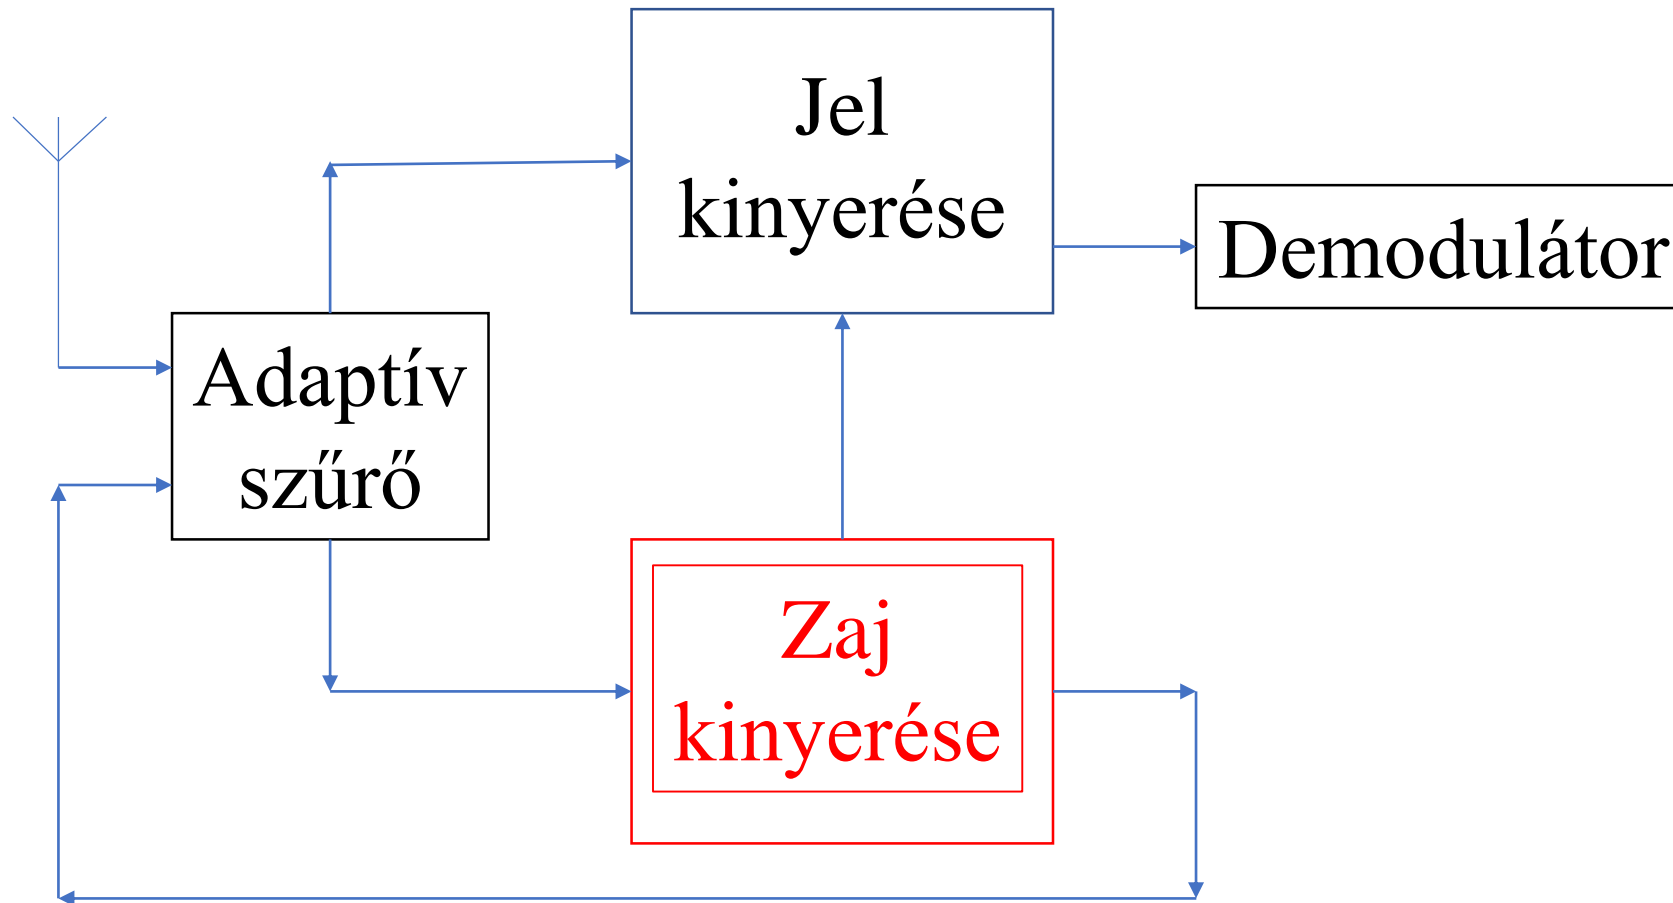 Jel
kinyerése
Demodulátor
Adaptív
szűrő
Zaj
kinyerése